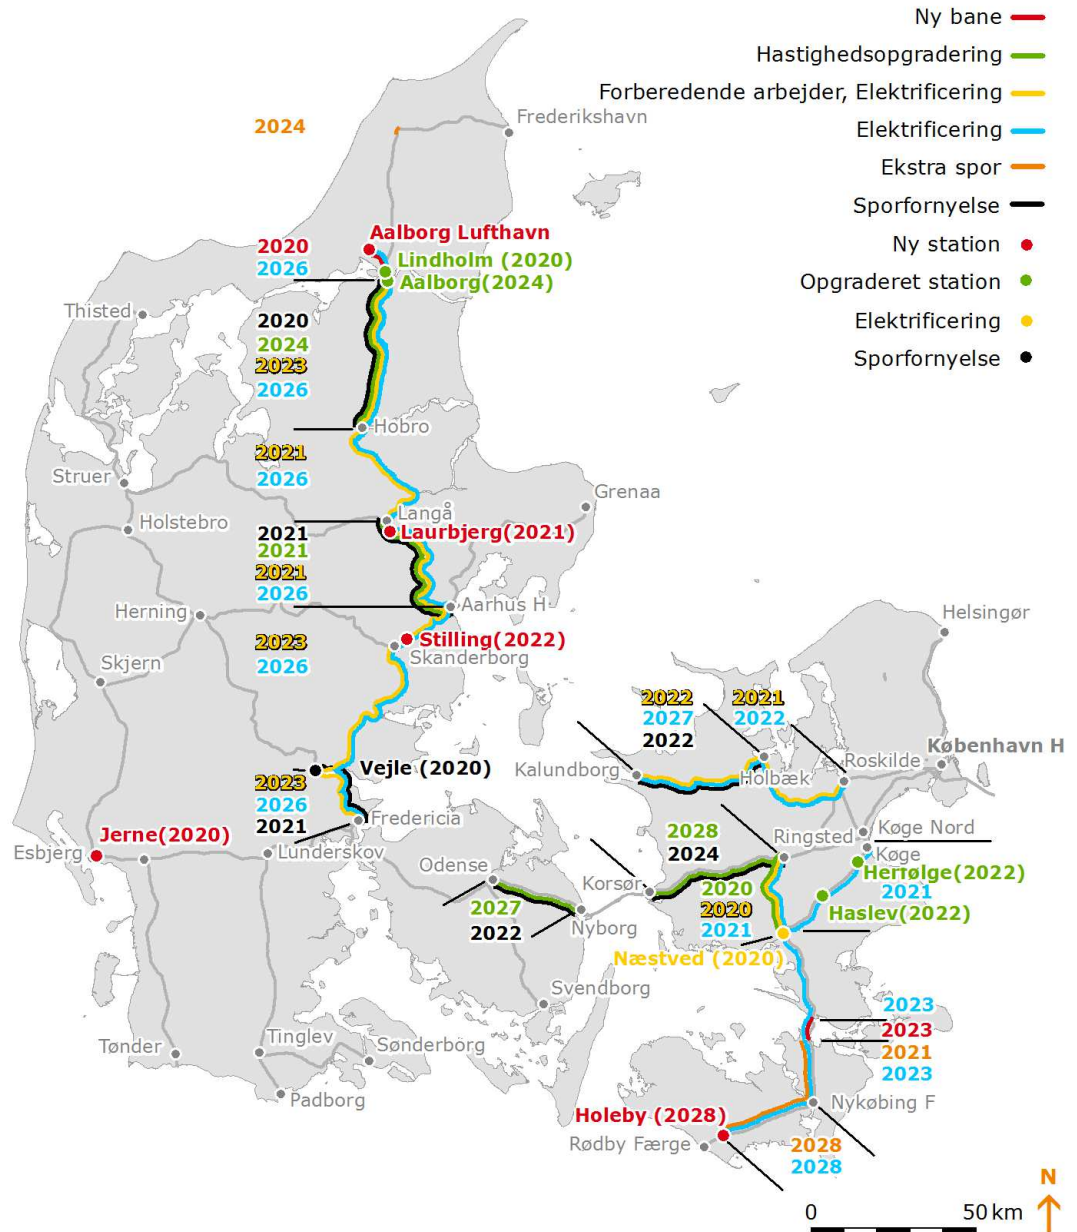 Ny bane
Hastighedsopgradering
Forberedende arbejder, Elektrificering
Elektrificering
Ekstra spor
Sporfornyelse
Ny station
Opgraderet station
Elektrificering
Sporfornyelse
Frederikshavn
2024
Aalborg Lufthavn
2020
Lindholm (2020)
2026
Aalborg(2024)
Thisted
2020
2024
2023
2026
Hobro
2021
2026
Struer
Grenaa
Holstebro
Langå
2021
Laurbjerg(2021)
2021
2021
2026
Aarhus H
Herning
Helsingør
2023
Stilling(2022)
2026
Skanderborg
Skjern
2022
2021
2027
2022
2022
København H
Roskilde
Kalundborg
Holbæk
Vejle (2020)
2023
2026
2021
Fredericia
Jerne(2020)
Esbjerg
Lunderskov
2028
2024
Ringsted
Køge Nord
Køge
Odense
Korsør
Herfølge(2022)
2020
2021
2027
2020
Haslev(2022)
2022
Nyborg
2021
Næstved (2020)
Svendborg
2023
2023
2021
2023
Tønder
Tinglev
Sønderborg
Padborg
Holeby (2028)
Nykøbing F
Rødby Færge
2028
2028
N
0
50 km